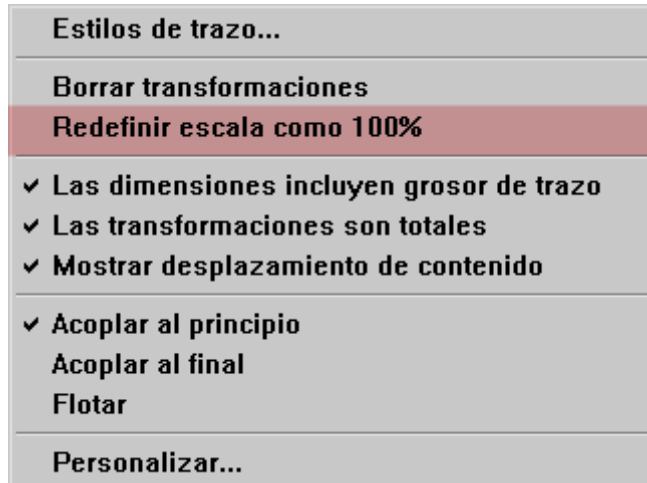 Estilos de trazo...
Borrar transformaciones
Redefinir escala como 100%
Las dimensiones incluyen grosor de trazo
Las transformaciones son totales
Mostrar desplazamiento de contenido
Acoplar al principio
Acoplar al final
Flotar
Personalizar...